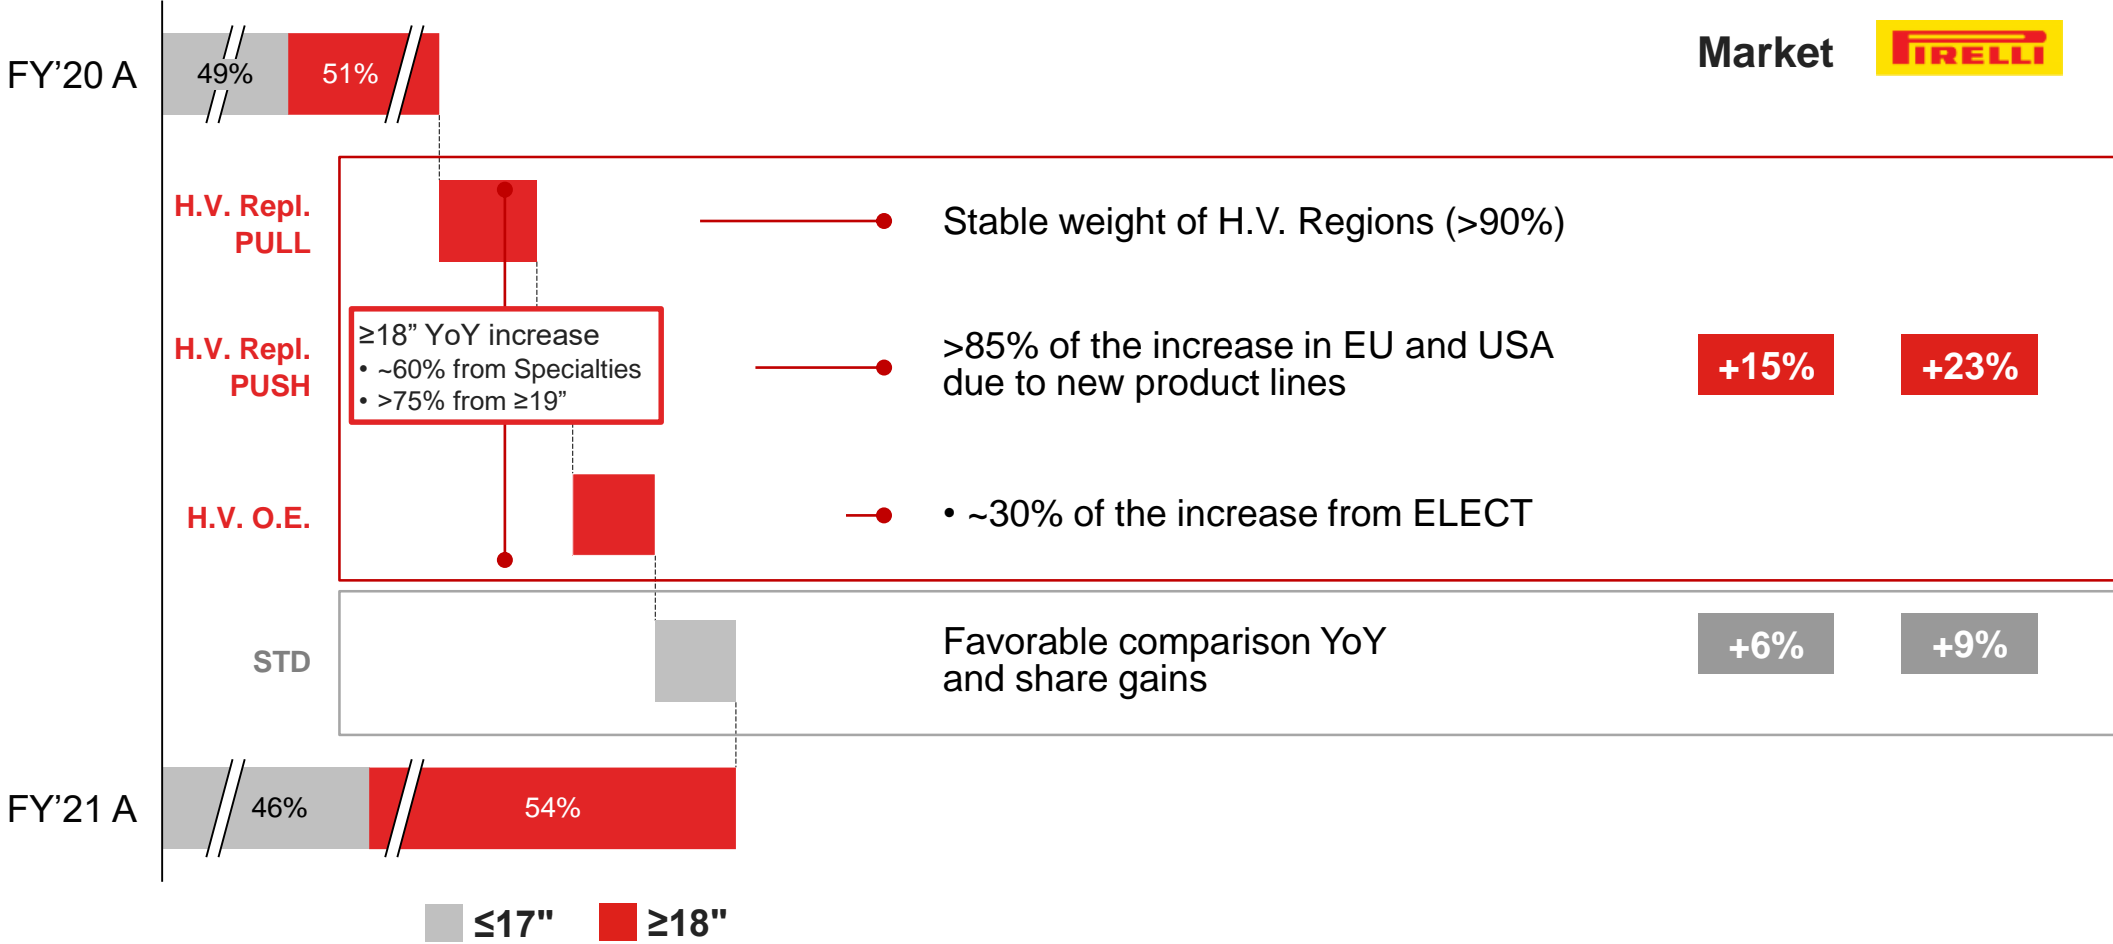 FY’20 A
49%
51%
Market
PIRELLI
H.V. Repl.
PULL
Stable weight of H.V. Regions (>90%)
≥18” YoY increase
• ~60% from Specialties
• >75% from ≥19”
H.V. Repl.
PUSH
>85% of the increase in EU and USA
due to new product lines
+15%
+23%
H.V. O.E.
• ~30% of the increase from ELECT
STD
Favorable comparison YoY
and share gains
+6%
+9%
FY’21 A
46%
54%
≤17"
≥18"